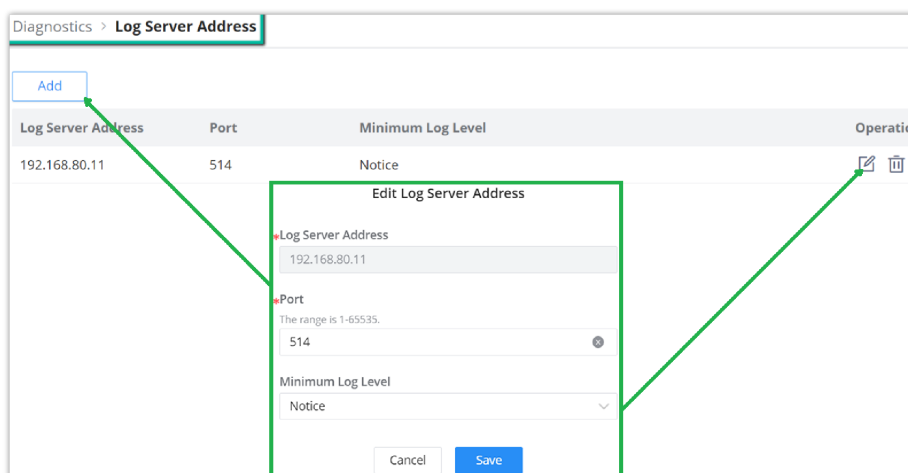 Diagnostics > Log Server Address
Add
Log Server Address Port Minimum Log Level
192.168.80.11 514 Notice
Edit Log Server Address
*Log Server Address
192.168.80.11
*Port
The range is 1-65535.
514
Minimum Log Level
Notice
Cancel Save